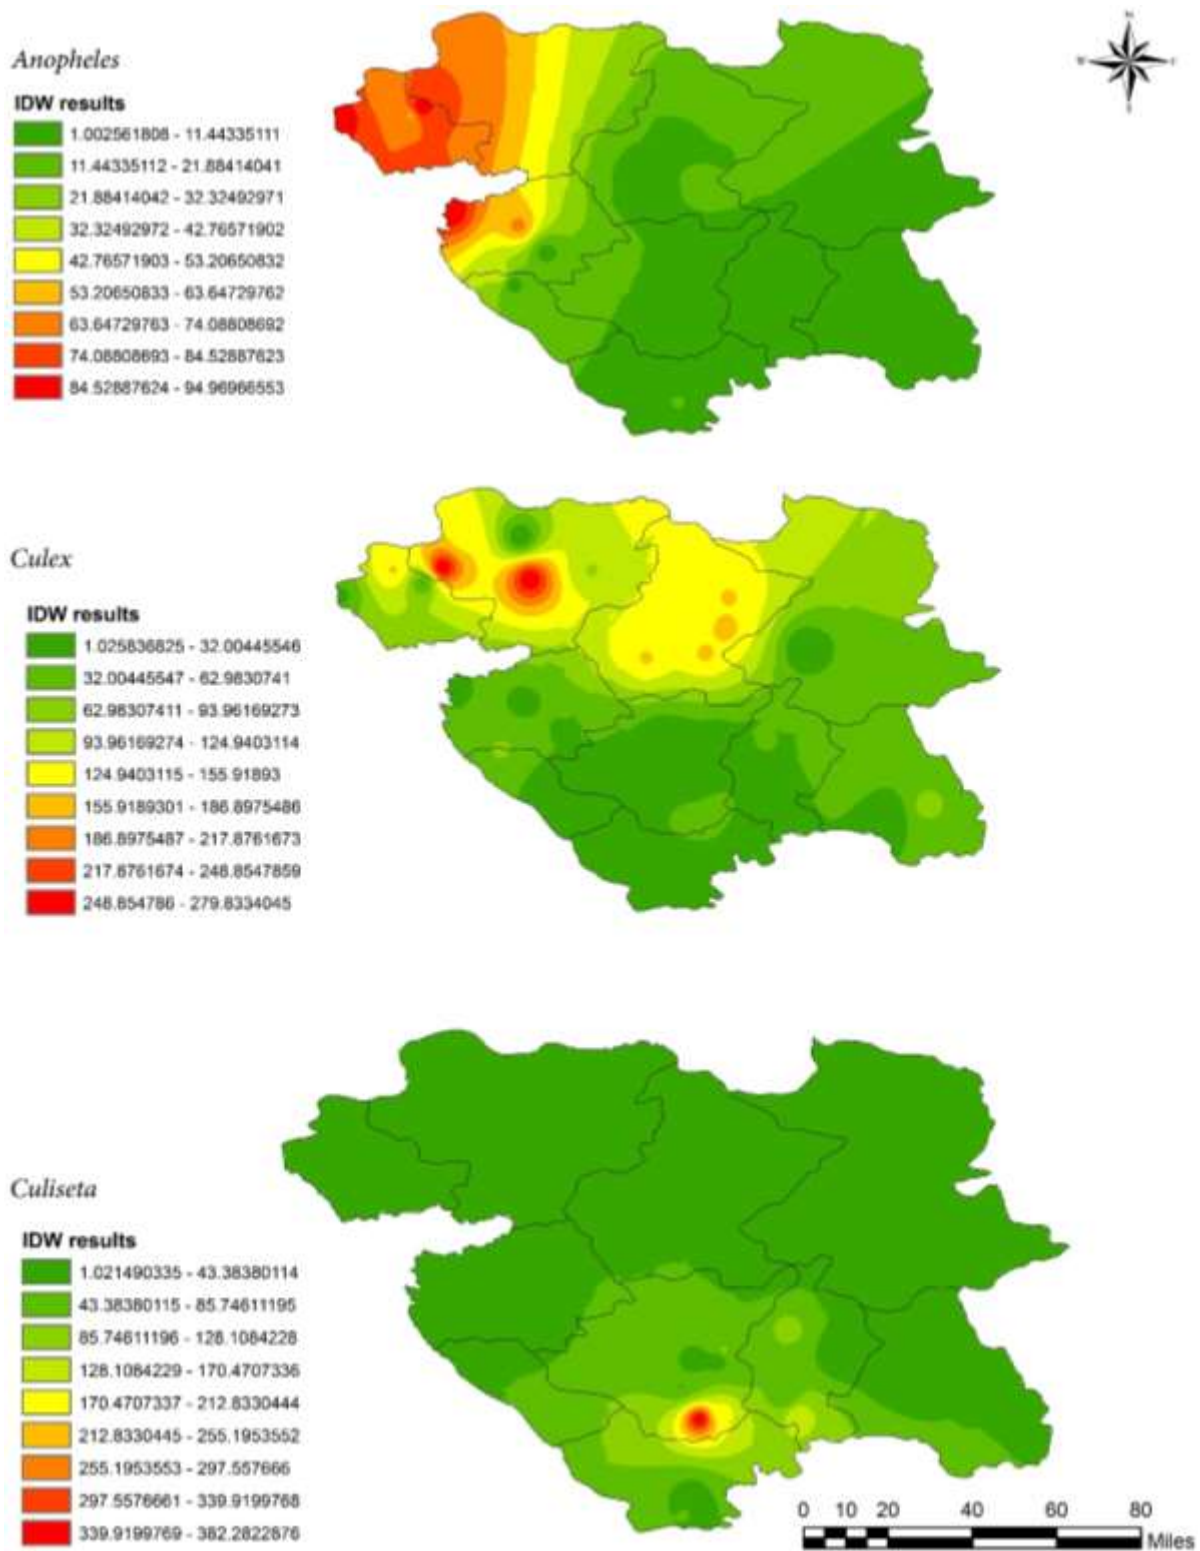 Anopheles
N
W
E
S
IDW results
1.002561808 - 11.44335111
11.44335112 - 21.88414041
21.88414042 - 32.32492971
32.32492972 - 42.76571902
42.76571903 - 53.20650832
53.20650833 - 63.64729762
63.64729763 - 74.08808692
74.08808693 - 84.52887623
84.52887624 - 94.96966553
Culex
IDW results
1.025836825 - 32.00445546
32.00445547 - 62.9830741
62.98307411 - 93.96169273
93.96169274 - 124.9403114
124.9403115 - 155.91893
155.9189301 - 186.8975486
186.8975487 - 217.8761673
217.8761674 - 248.8547859
248.854786 - 279.8334045
Culiseta
IDW results
1.021490335 - 43.38380114
43.38380115 - 85.74611195
85.74611196 - 128.1084228
128.1084229 - 170.4707336
170.4707337 - 212.8330444
212.8330445 - 255.1953552
255.1953553 - 297.557666
297.5576661 - 339.9199768
339.9199769 - 382.2822876
0 10 20 40 60 80
Miles